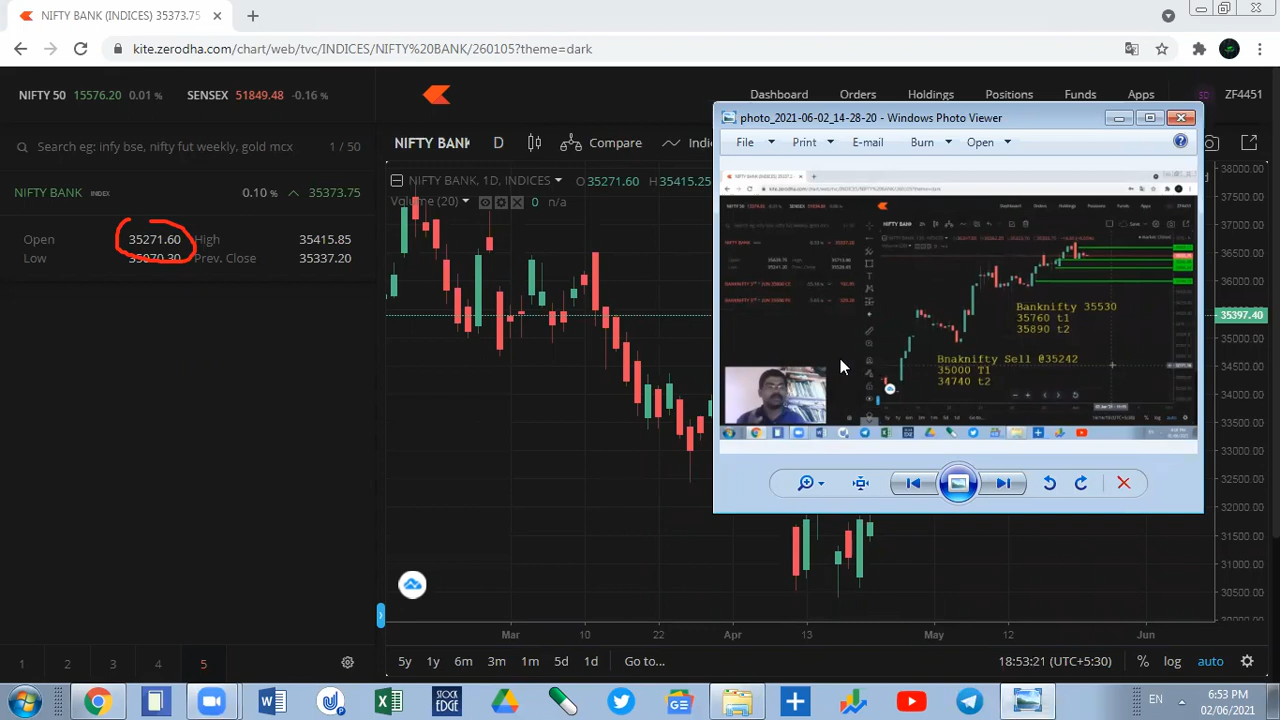 NIFTY BANK (INDICES) 35373.75
kite.zerodha.com/chart/web/tvc/INDICES/NIFTY%20BANK/260105?theme=dark
NIFTY 50 15576.20 0.01 % SENSEX 51849.48 -0.16 %
Dashboard Orders Holdings Positions Funds Apps ZF4451
Search eg: infy bse, nifty fut weekly, gold mcx 1 / 50
NIFTY BANK INDEX 0.10 % 35373.75
Open 35271.60 High
Low Prev. Close 35337.20
NIFTY BANK D Compare Indi
NIFTY BANK · D · INDICES O35271.60 H35415.25
Volume (20) 0 n/a
photo_2021-06-02_14-28-20 - Windows Photo Viewer
File Print E-mail Burn Open
Banknifty 35530
35760 t1
35890 t2
Bnaknifty Sell @35242
35000 T1
34740 t2
38000.00
37000.00
36500.00
36000.00
35397.40
35000.00
34500.00
34000.00
33500.00
33000.00
32500.00
32000.00
31500.00
31000.00
30500.00
30000.00
Mar 10 22 Apr 13 May 12 Jun
1 2 3 4 5
5y 1y 6m 3m 1m 5d 1d Go to... 18:53:21 (UTC+5:30) % log auto
STOCK
EDGE
EN
6:53 PM
02/06/2021